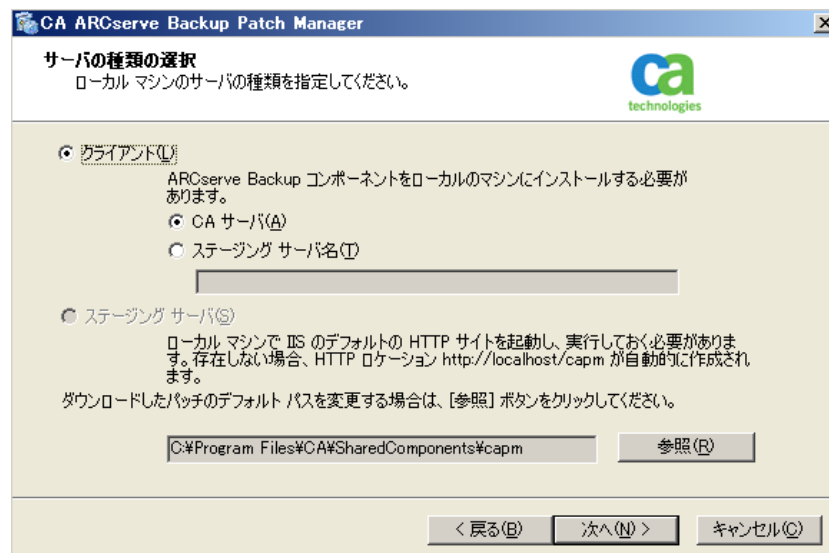 CA ARCserve Backup Patch Manager
サーバの種類の選択
ローカル マシンのサーバの種類を指定してください。
ca
technologies
クライアント(L)
ARCserve Backup コンポーネントをローカルのマシンにインストールする必要が
あります。
CA サーバ(A)
ステージング サーバ名(T)
ステージング サーバ(S)
ローカル マシンで IIS のデフォルトの HTTP サイトを起動し、実行しておく必要がありま
す。存在しない場合、HTTP ロケーション http://localhost/capm が自動的に作成され
ます。
ダウンロードしたパッチのデフォルト パスを変更する場合は、[参照] ボタンをクリックしてください。
C:¥Program Files¥CA¥SharedComponents¥capm
参照(R)
< 戻る(B)
次へ(N) >
キャンセル(C)